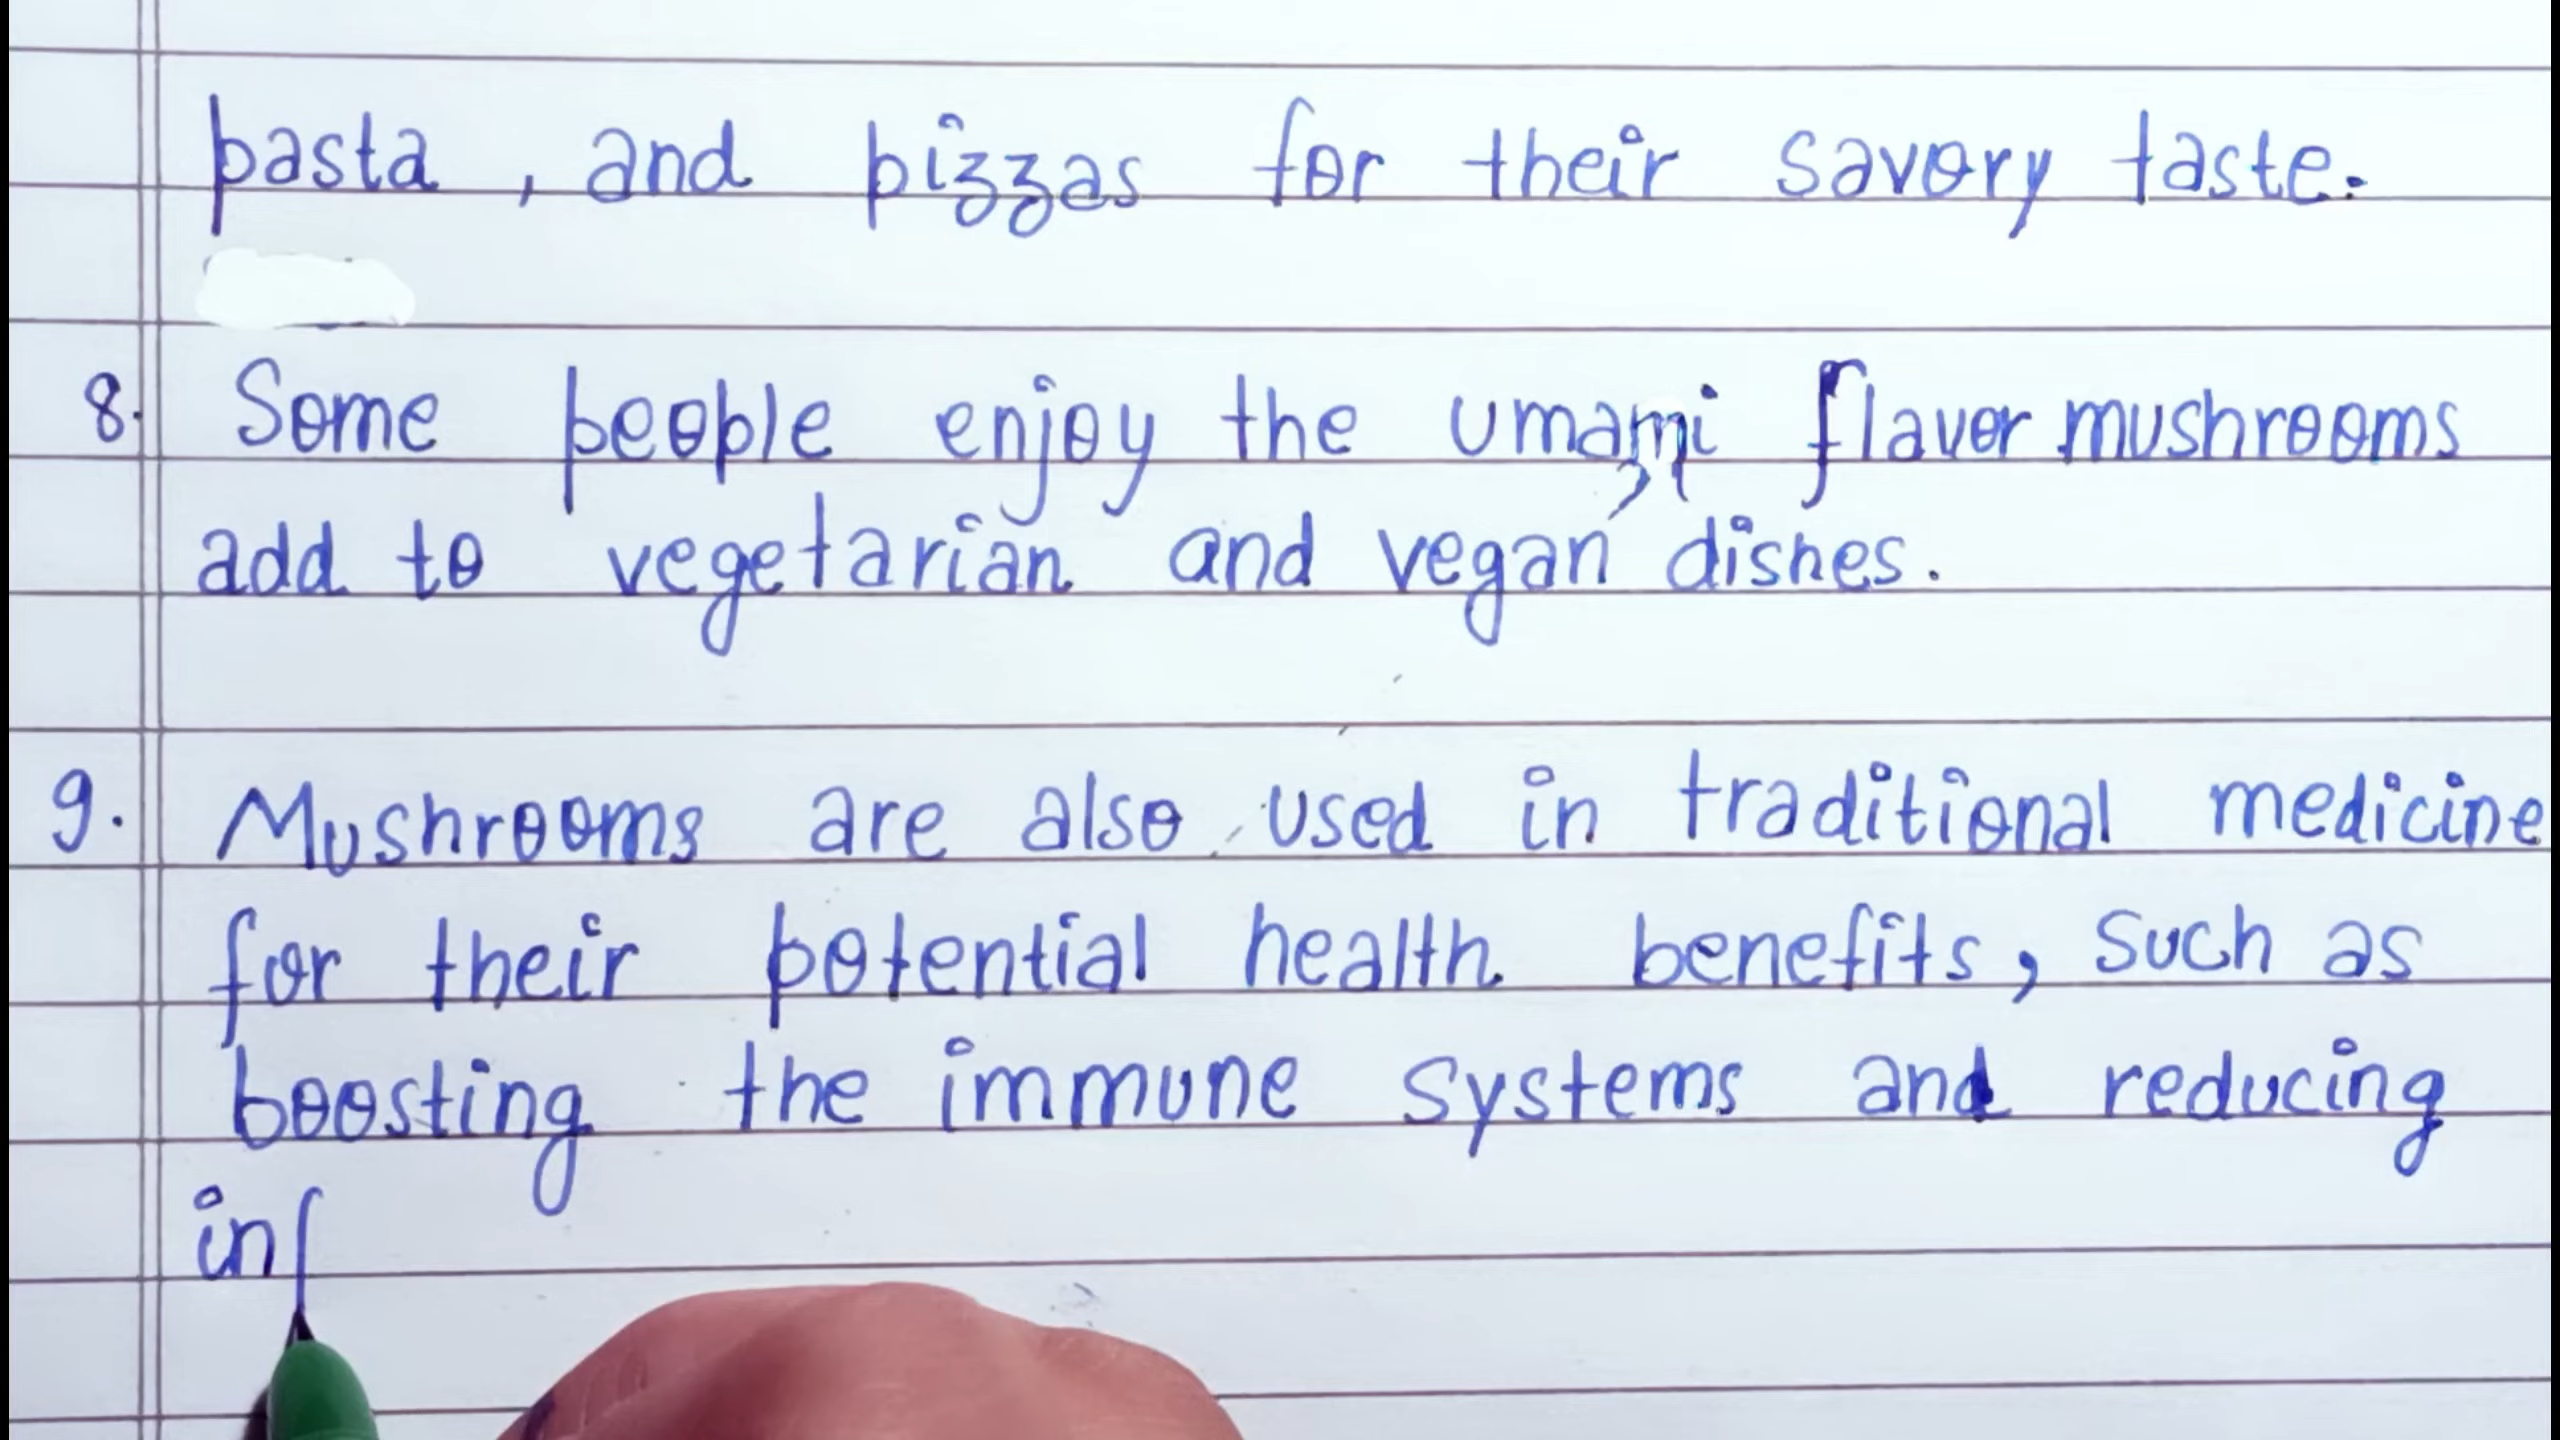 pasta, and pizzas for their savory taste.
8. Some people enjoy the umami flavor mushrooms
add to vegetarian and vegan dishes.
9. Mushrooms are also used in traditional medicine
for their potential health benefits, such as
boosting the immune systems and reducing
inf